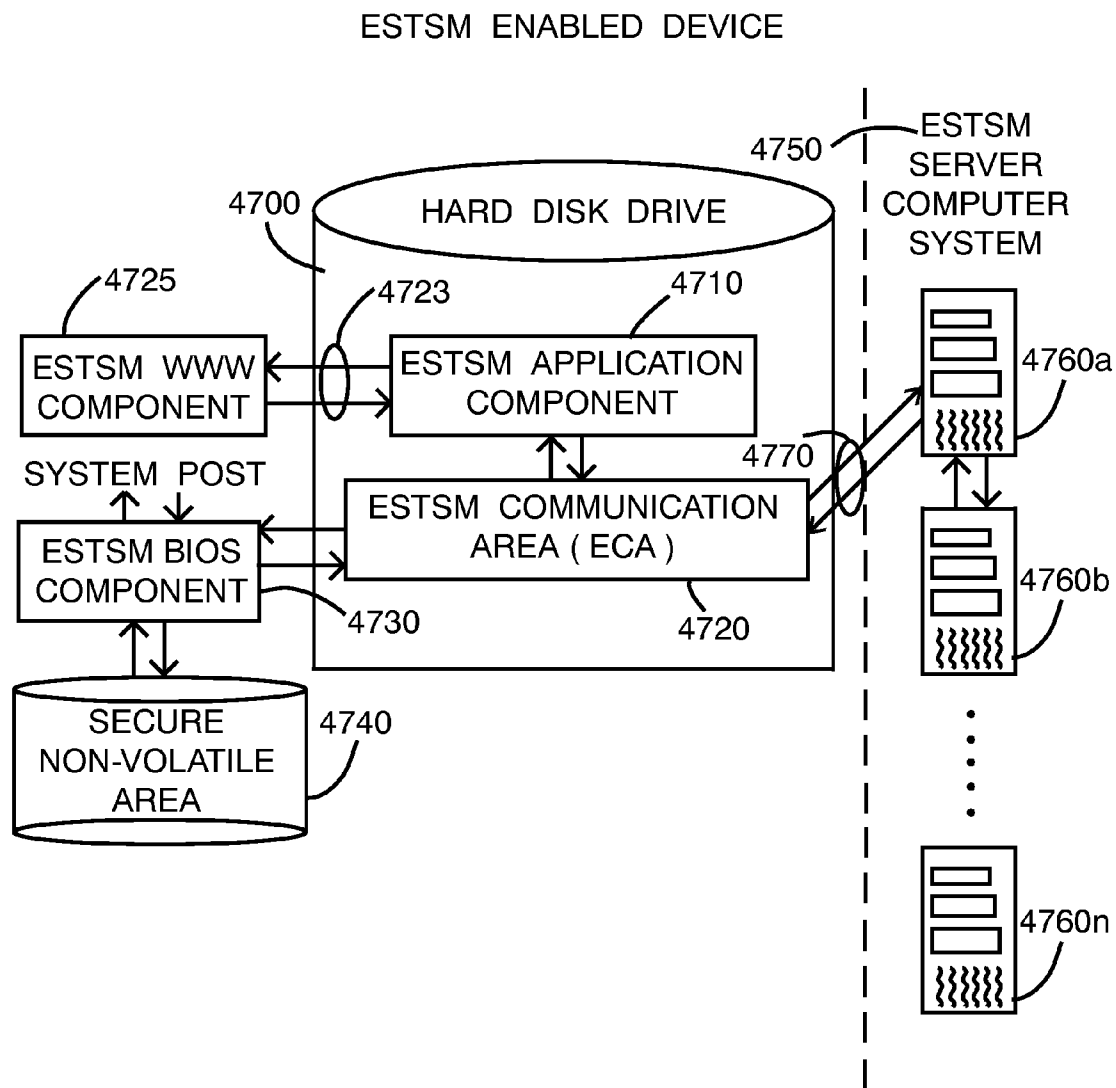 ESTSM ENABLED DEVICE
4750
ESTSM
SERVER
COMPUTER
SYSTEM
4700
HARD DISK DRIVE
4725
4723
4710
ESTSM WWW
COMPONENT
ESTSM APPLICATION
COMPONENT
4760a
4770
SYSTEM POST
ESTSM COMMUNICATION
AREA ( ECA )
ESTSM BIOS
COMPONENT
4730
4720
4760b
SECURE
NON-VOLATILE
AREA
4740
4760n